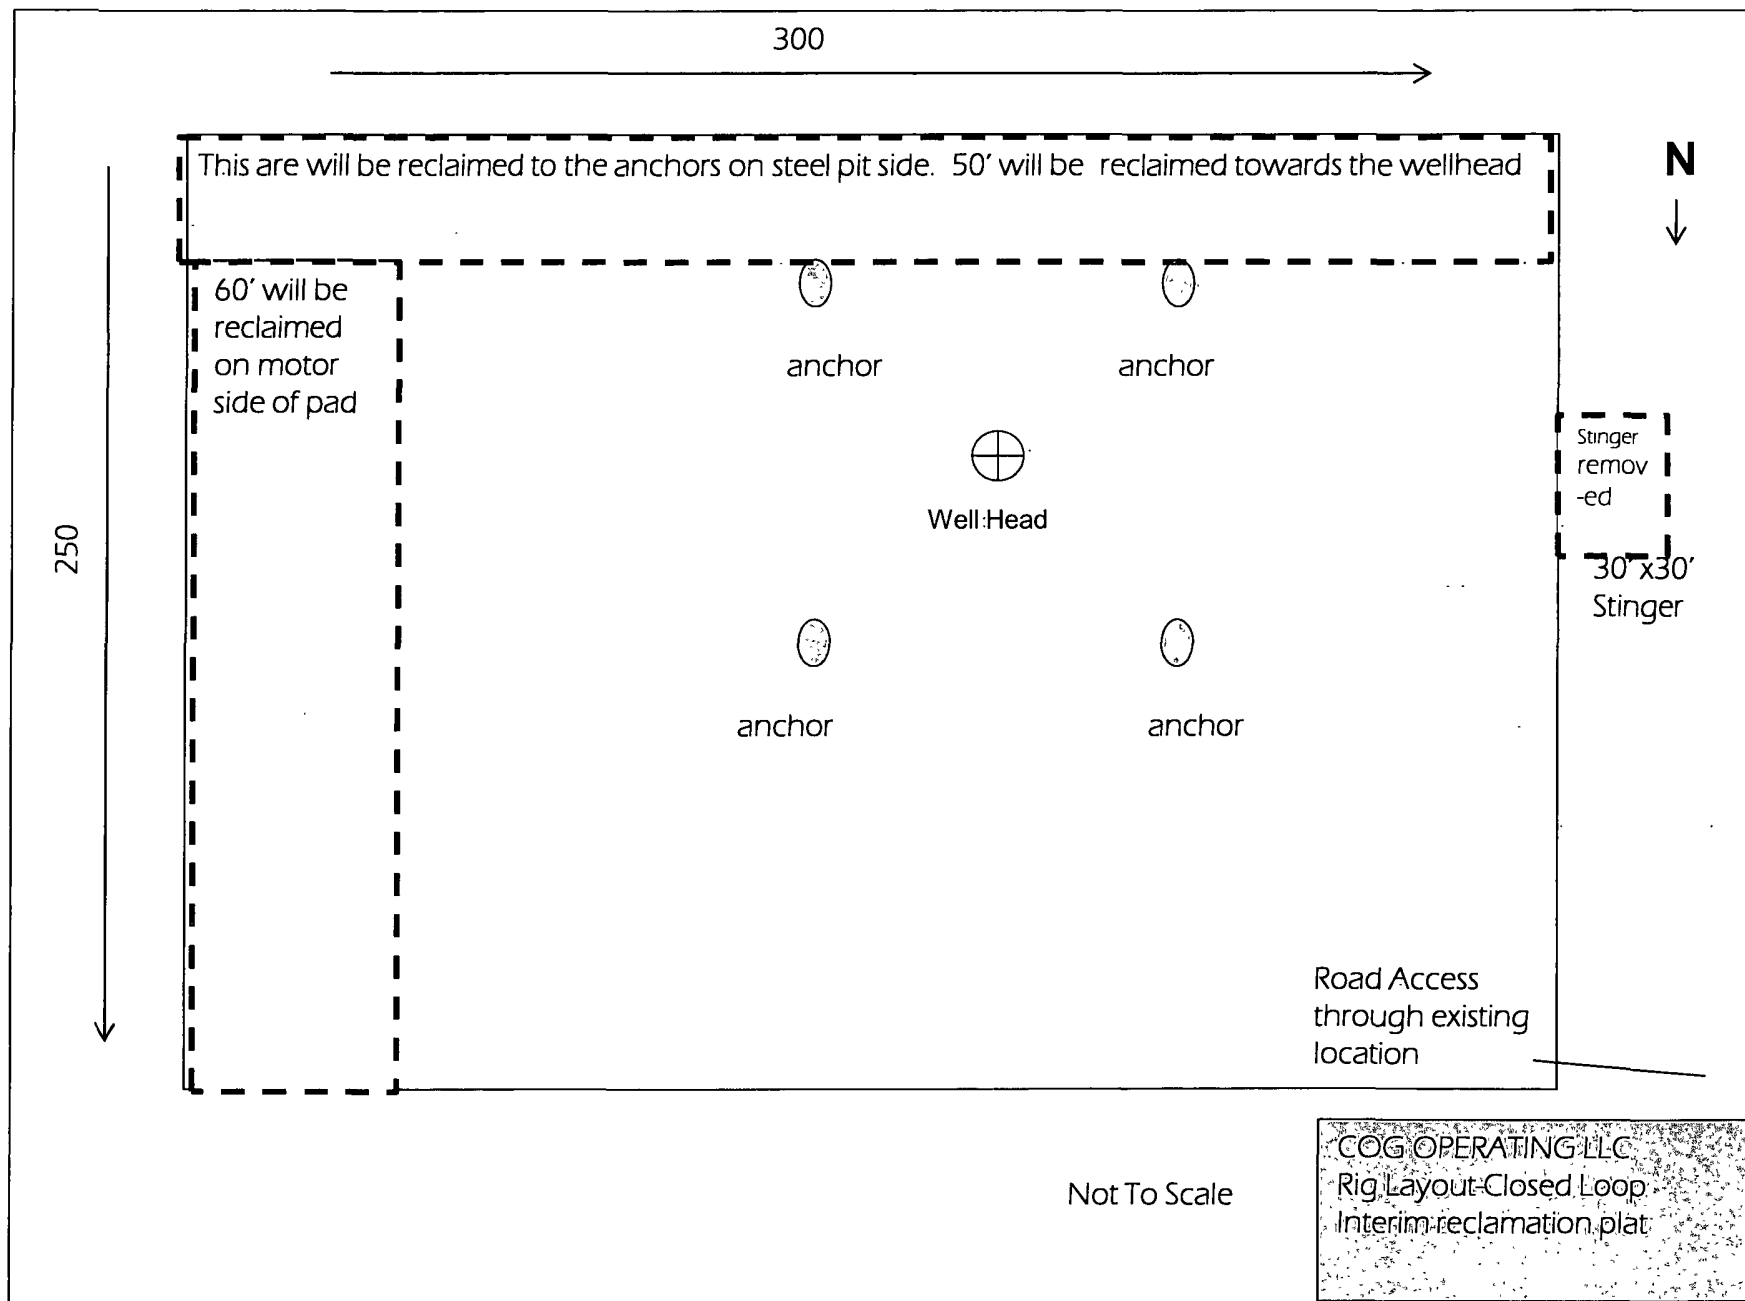 300
This are will be reclaimed to the anchors on steel pit side. 50' will be reclaimed towards the wellhead
N
60' will be
reclaimed
on motor
side of pad
anchor
anchor
Stinger
remov
-ed
Well Head
250
30'x30'
Stinger
anchor
anchor
Road Access
through existing
location
COG OPERATING LLC
Rig Layout-Closed Loop
Interim reclamation plat
Not To Scale